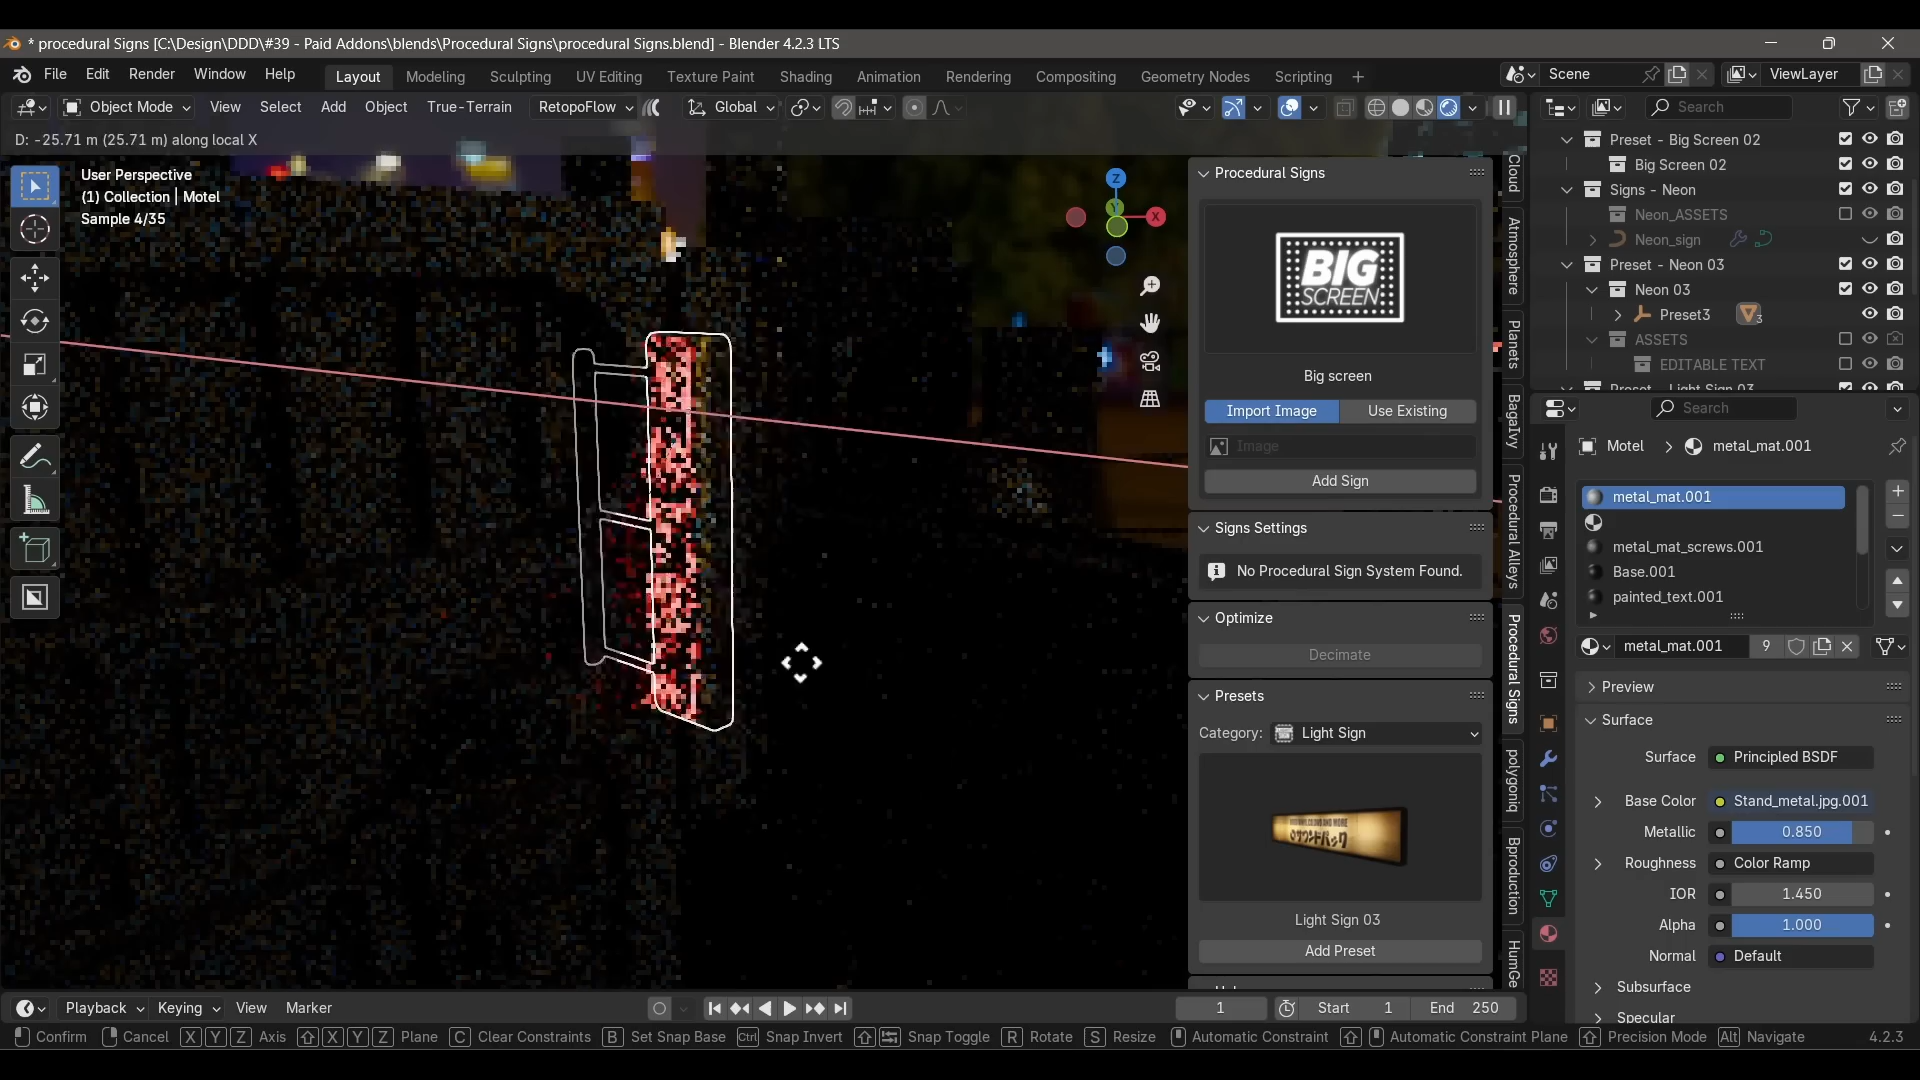 * procedural Signs [C:\Design\DDD\#39 - Paid Addons\blends\Procedural Signs\procedural Signs.blend] - Blender 4.2.3 LTS
File Edit Render Window Help Layout Modeling Sculpting UV Editing Texture Paint Shading Animation Rendering Compositing Geometry Nodes Scripting + Scene ViewLayer
Object Mode View Select Add Object True-Terrain RetopoFlow Global Search
D: -25.71 m (25.71 m) along local X
User Perspective
(1) Collection | Motel
Sample 4/35
Z
Y
X
Procedural Signs
BIG
SCREEN
Big screen
Import Image Use Existing
Image
Add Sign
Signs Settings
No Procedural Sign System Found.
Optimize
Decimate
Presets
Category: Light Sign
Light Sign 03
Add Preset
Cloud
Atmosphere
Planets
BagaIvy
Procedural Alleys
Procedural Signs
polygoniq
Bproduction
HumGe
Preset - Big Screen 02
Big Screen 02
Signs - Neon
Neon_ASSETS
Neon_sign
Preset - Neon 03
Neon 03
Preset3 3
ASSETS
EDITABLE TEXT
Preset - Light Sign 03
Search
Motel > metal_mat.001
metal_mat.001
metal_mat_screws.001
Base.001
painted_text.001
metal_mat.001 9
Preview
Surface
Surface Principled BSDF
Base Color Stand_metal.jpg.001
Metallic 0.850
Roughness Color Ramp
IOR 1.450
Alpha 1.000
Normal Default
Subsurface
Specular
Playback Keying View Marker 1 Start 1 End 250
Confirm Cancel X Y Z Axis X Y Z Plane C Clear Constraints B Set Snap Base Ctrl Snap Invert Snap Toggle R Rotate S Resize Automatic Constraint Automatic Constraint Plane Precision Mode Alt Navigate 4.2.3